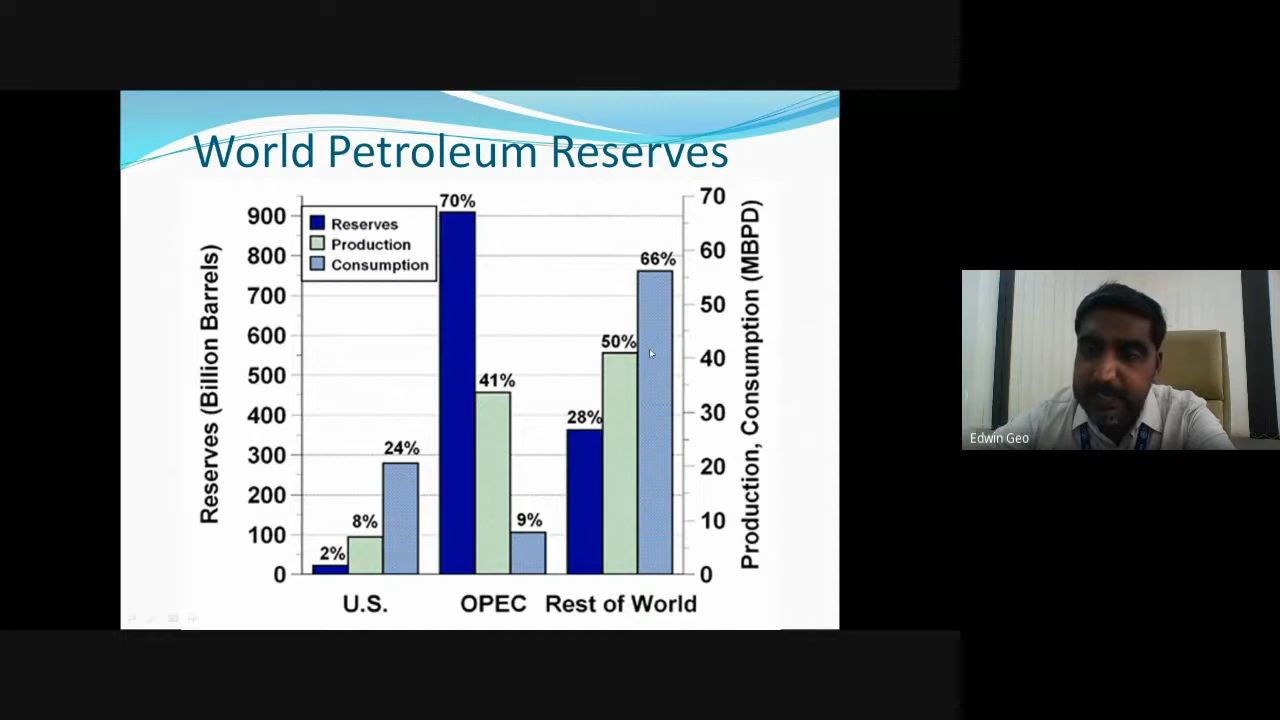 World Petroleum Reserves
Reserves (Billion Barrels)
900
800
700
600
500
400
300
200
100
0
Reserves
Production
Consumption
2%
8%
24%
70%
41%
9%
28%
50%
66%
70
60
50
40
30
20
10
0
Production, Consumption (MBPD)
U.S.
OPEC
Rest of World
Edwin Geo